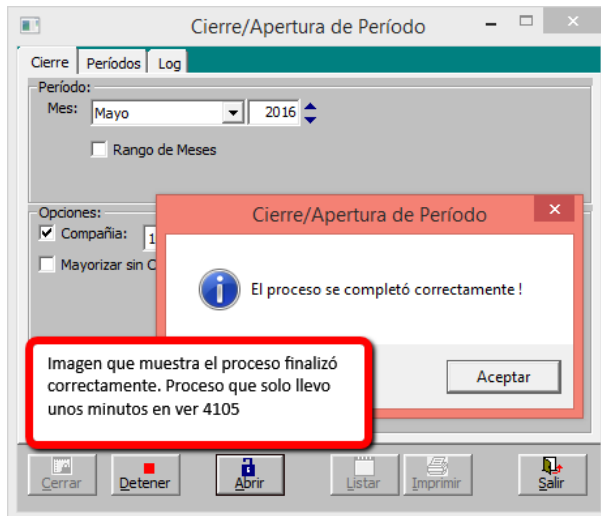 Cierre/Apertura de Período
Cierre Períodos Log
Período:
Mes: Mayo 2016
Rango de Meses
Opciones:
Compañia: 1
Mayorizar sin
Cierre/Apertura de Período
El proceso se completó correctamente !
Aceptar
Imagen que muestra el proceso finalizó
correctamente. Proceso que solo llevo
unos minutos en ver 4105
Cerrar Detener Abrir Listar Imprimir Salir